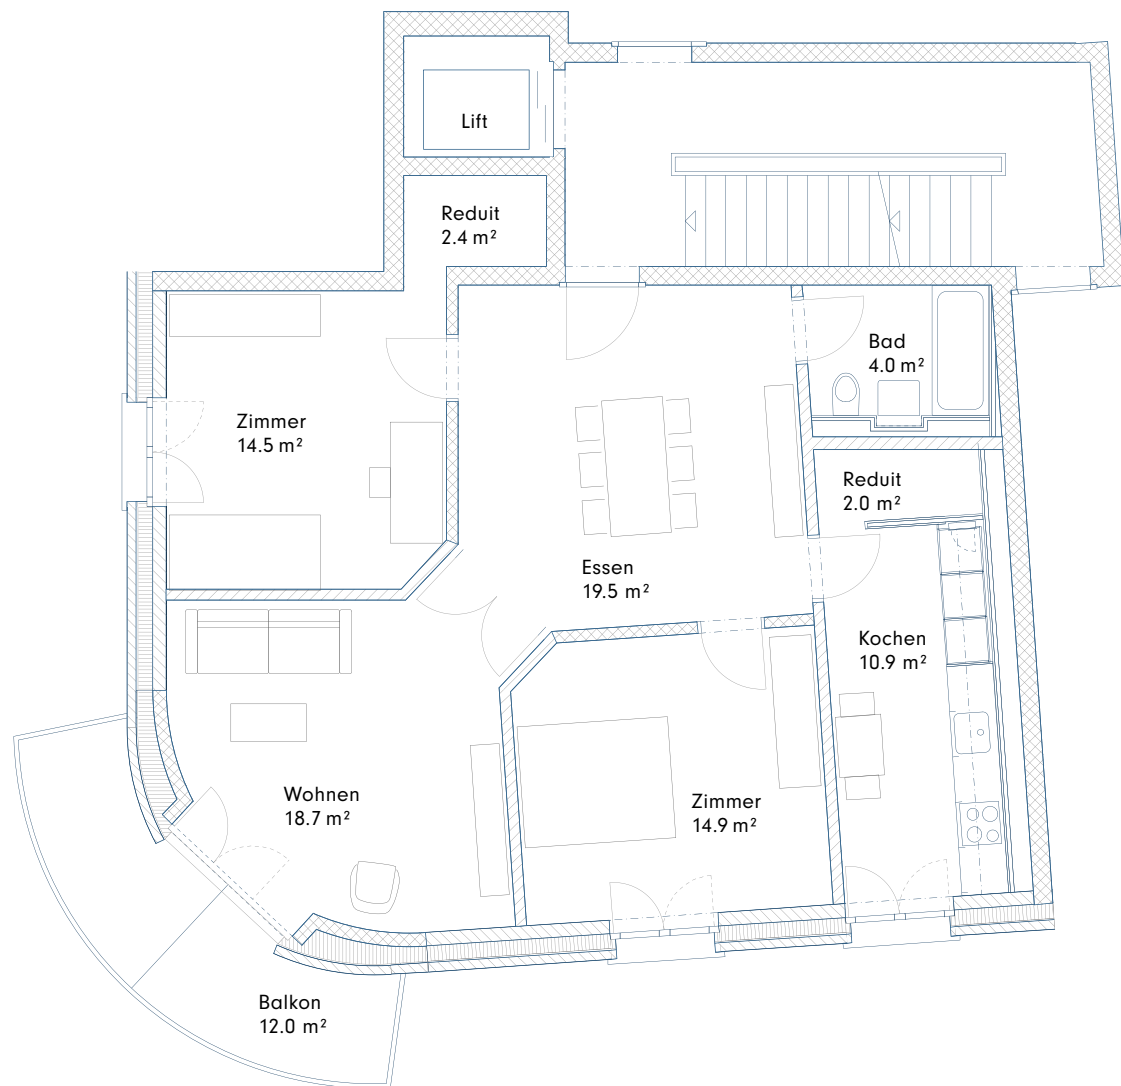 Lift
Reduit
2.4 m²
Bad
4.0 m²
Zimmer
14.5 m²
Reduit
2.0 m²
Essen
19.5 m²
Kochen
10.9 m²
Wohnen
18.7 m²
Zimmer
14.9 m²
Balkon
12.0 m²